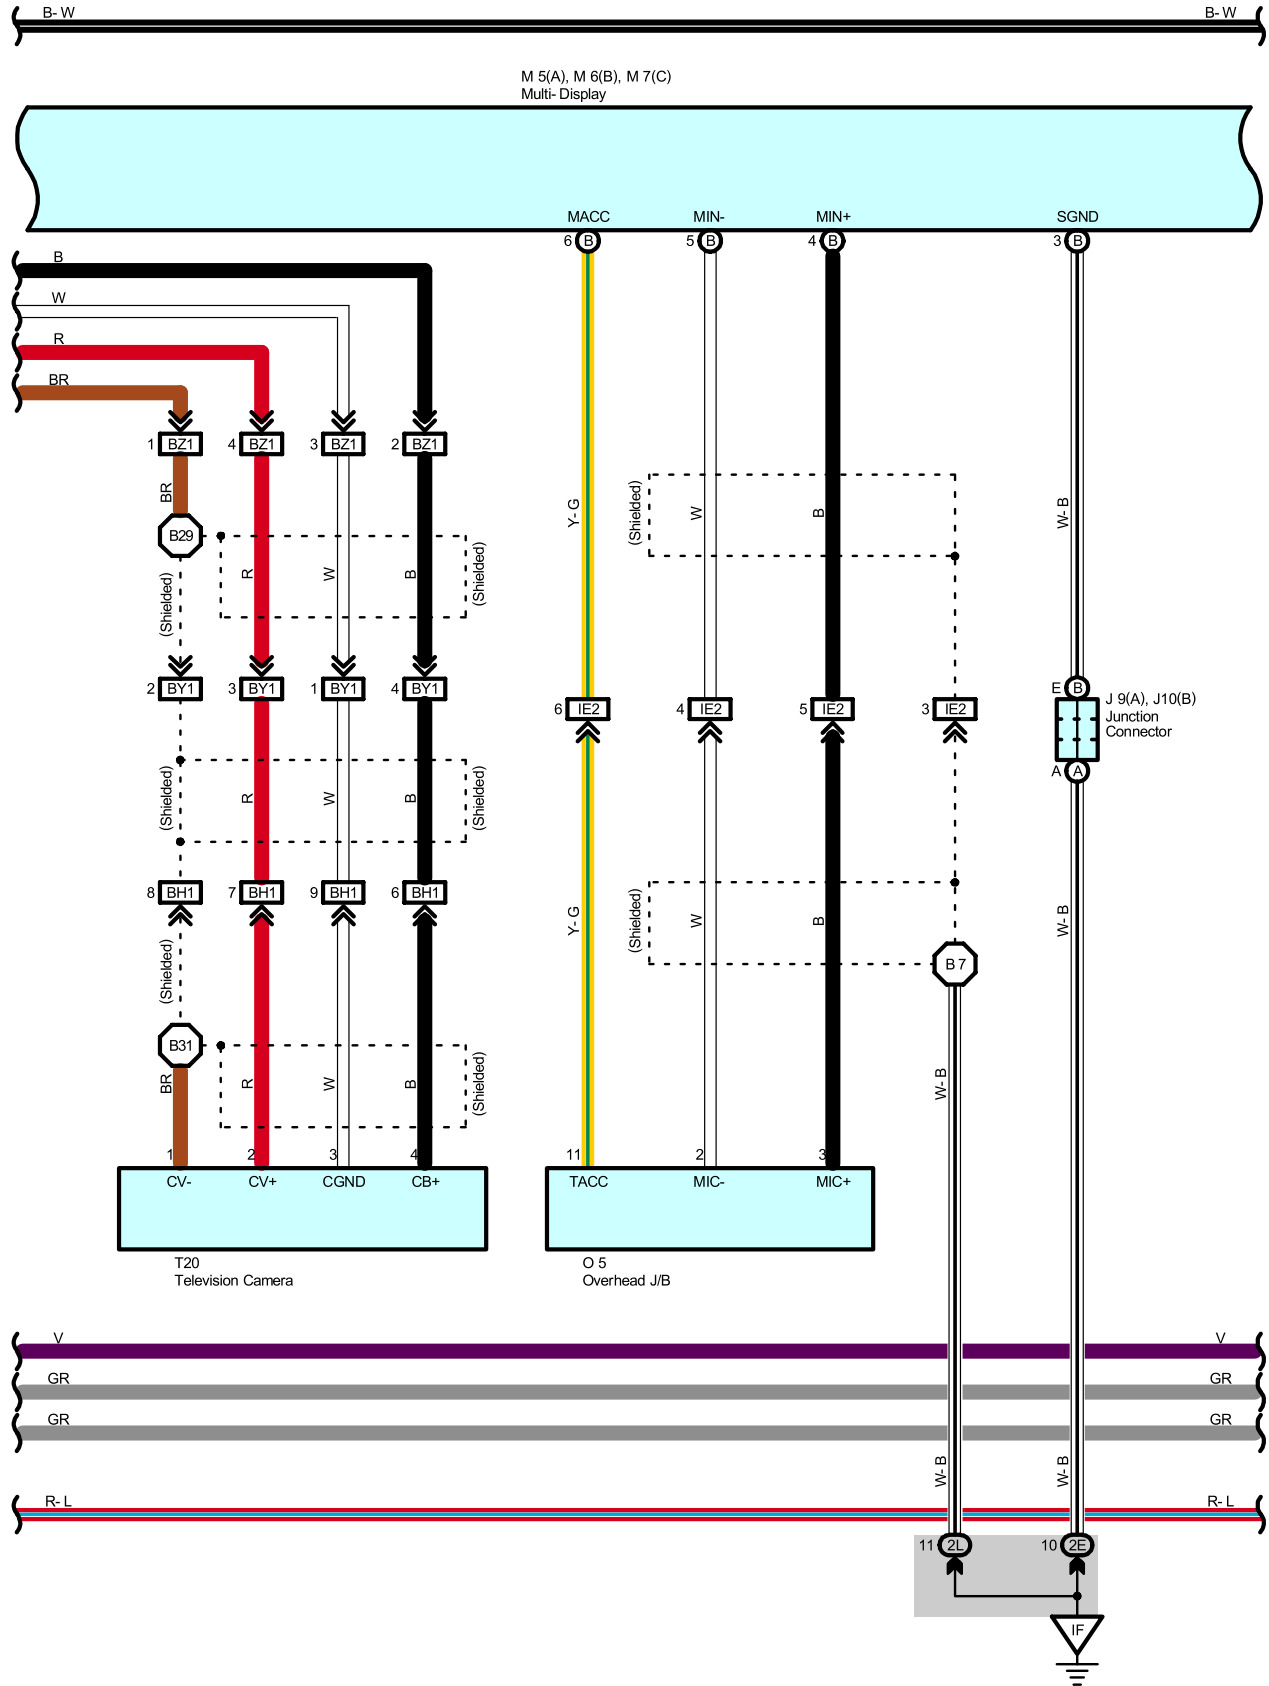 B- W B- W
M 5(A), M 6(B), M 7(C)
Multi- Display
MACC MIN- MIN+ SGND
6 B 5 B 4 B 3 B
B
W
R
BR
1 BZ1 4 BZ1 3 BZ1 2 BZ1
BR
(Shielded)
Y- G
W
B
W- B
B29
(Shielded)
R
W
B
(Shielded)
2 BY1 3 BY1 1 BY1 4 BY1
E B
6 IE2 4 IE2 5 IE2 3 IE2
J 9(A), J10(B)
Junction
Connector
A A
(Shielded)
R
W
B
(Shielded)
8 BH1 7 BH1 9 BH1 6 BH1
Y- G
(Shielded)
W
B
W- B
(Shielded)
B 7
B31
BR
R
W
B
(Shielded)
W- B
1 2 3 4 11 2 3
CV- CV+ CGND CB+ TACC MIC- MIC+
T20
Television Camera
O 5
Overhead J/B
V V
GR GR
GR GR
W- B W- B
R- L R- L
11 2L 10 2E
IF